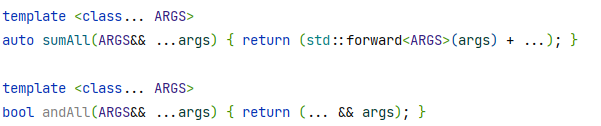 template <class... ARGS>
auto sumAll(ARGS&& ...args) { return (std::forward<ARGS>(args) + ...); }
template <class... ARGS>
bool andAll(ARGS&& ...args) { return (... && args); }